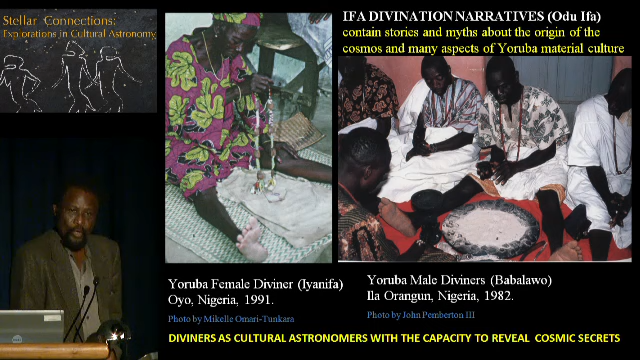 Stellar Connections:
Explorations in Cultural Astronomy
IFA DIVINATION NARRATIVES (Odu Ifa)
contain stories and myths about the origin of the
cosmos and many aspects of Yoruba material culture
Yoruba Female Diviner (Iyanifa)
Oyo, Nigeria, 1991.
Photo by Mikelle Omari-Tunkara
Yoruba Male Diviners (Babalawo)
Ila Orangun, Nigeria, 1982.
Photo by John Pemberton III
DIVINERS AS CULTURAL ASTRONOMERS WITH THE CAPACITY TO REVEAL COSMIC SECRETS